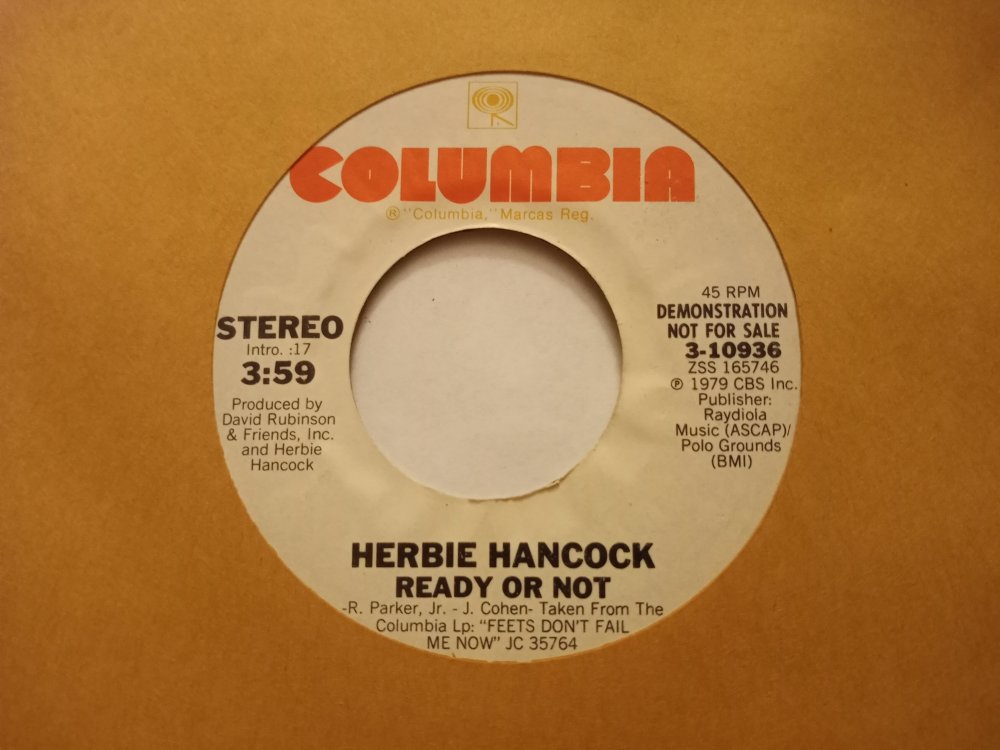 COLUMBIA
® "Columbia," Marcas Reg.
STEREO
Intro. :17
3:59
Produced by
David Rubinson
& Friends, Inc.
and Herbie
Hancock
45 RPM
DEMONSTRATION
NOT FOR SALE
3-10936
ZSS 165746
℗ 1979 CBS Inc.
Publisher:
Raydiola
Music (ASCAP)/
Polo Grounds
(BMI)
HERBIE HANCOCK
READY OR NOT
-R. Parker, Jr. - J. Cohen- Taken From The
Columbia Lp: "FEETS DON'T FAIL
ME NOW" JC 35764